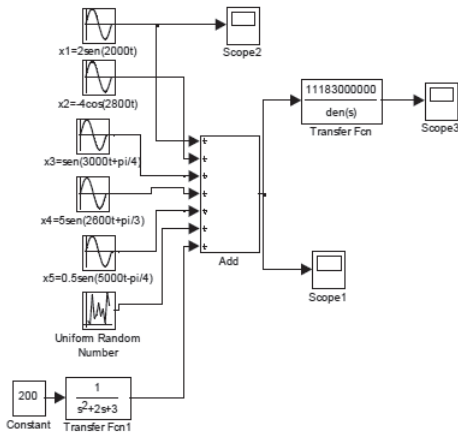 x1=2sen(2000t)
Scope2
x2=-4cos(2800t)
11183000000
den(s)
Transfer Fcn
Scope3
x3=sen(3000t+pi/4)
x4=5sen(2600t+pi/3)
+
+
+
+
+
+
+
Add
x5=0.5sen(5000t-pi/4)
Scope1
Uniform Random
Number
200
Constant
1
s²+2s+3
Transfer Fcn1